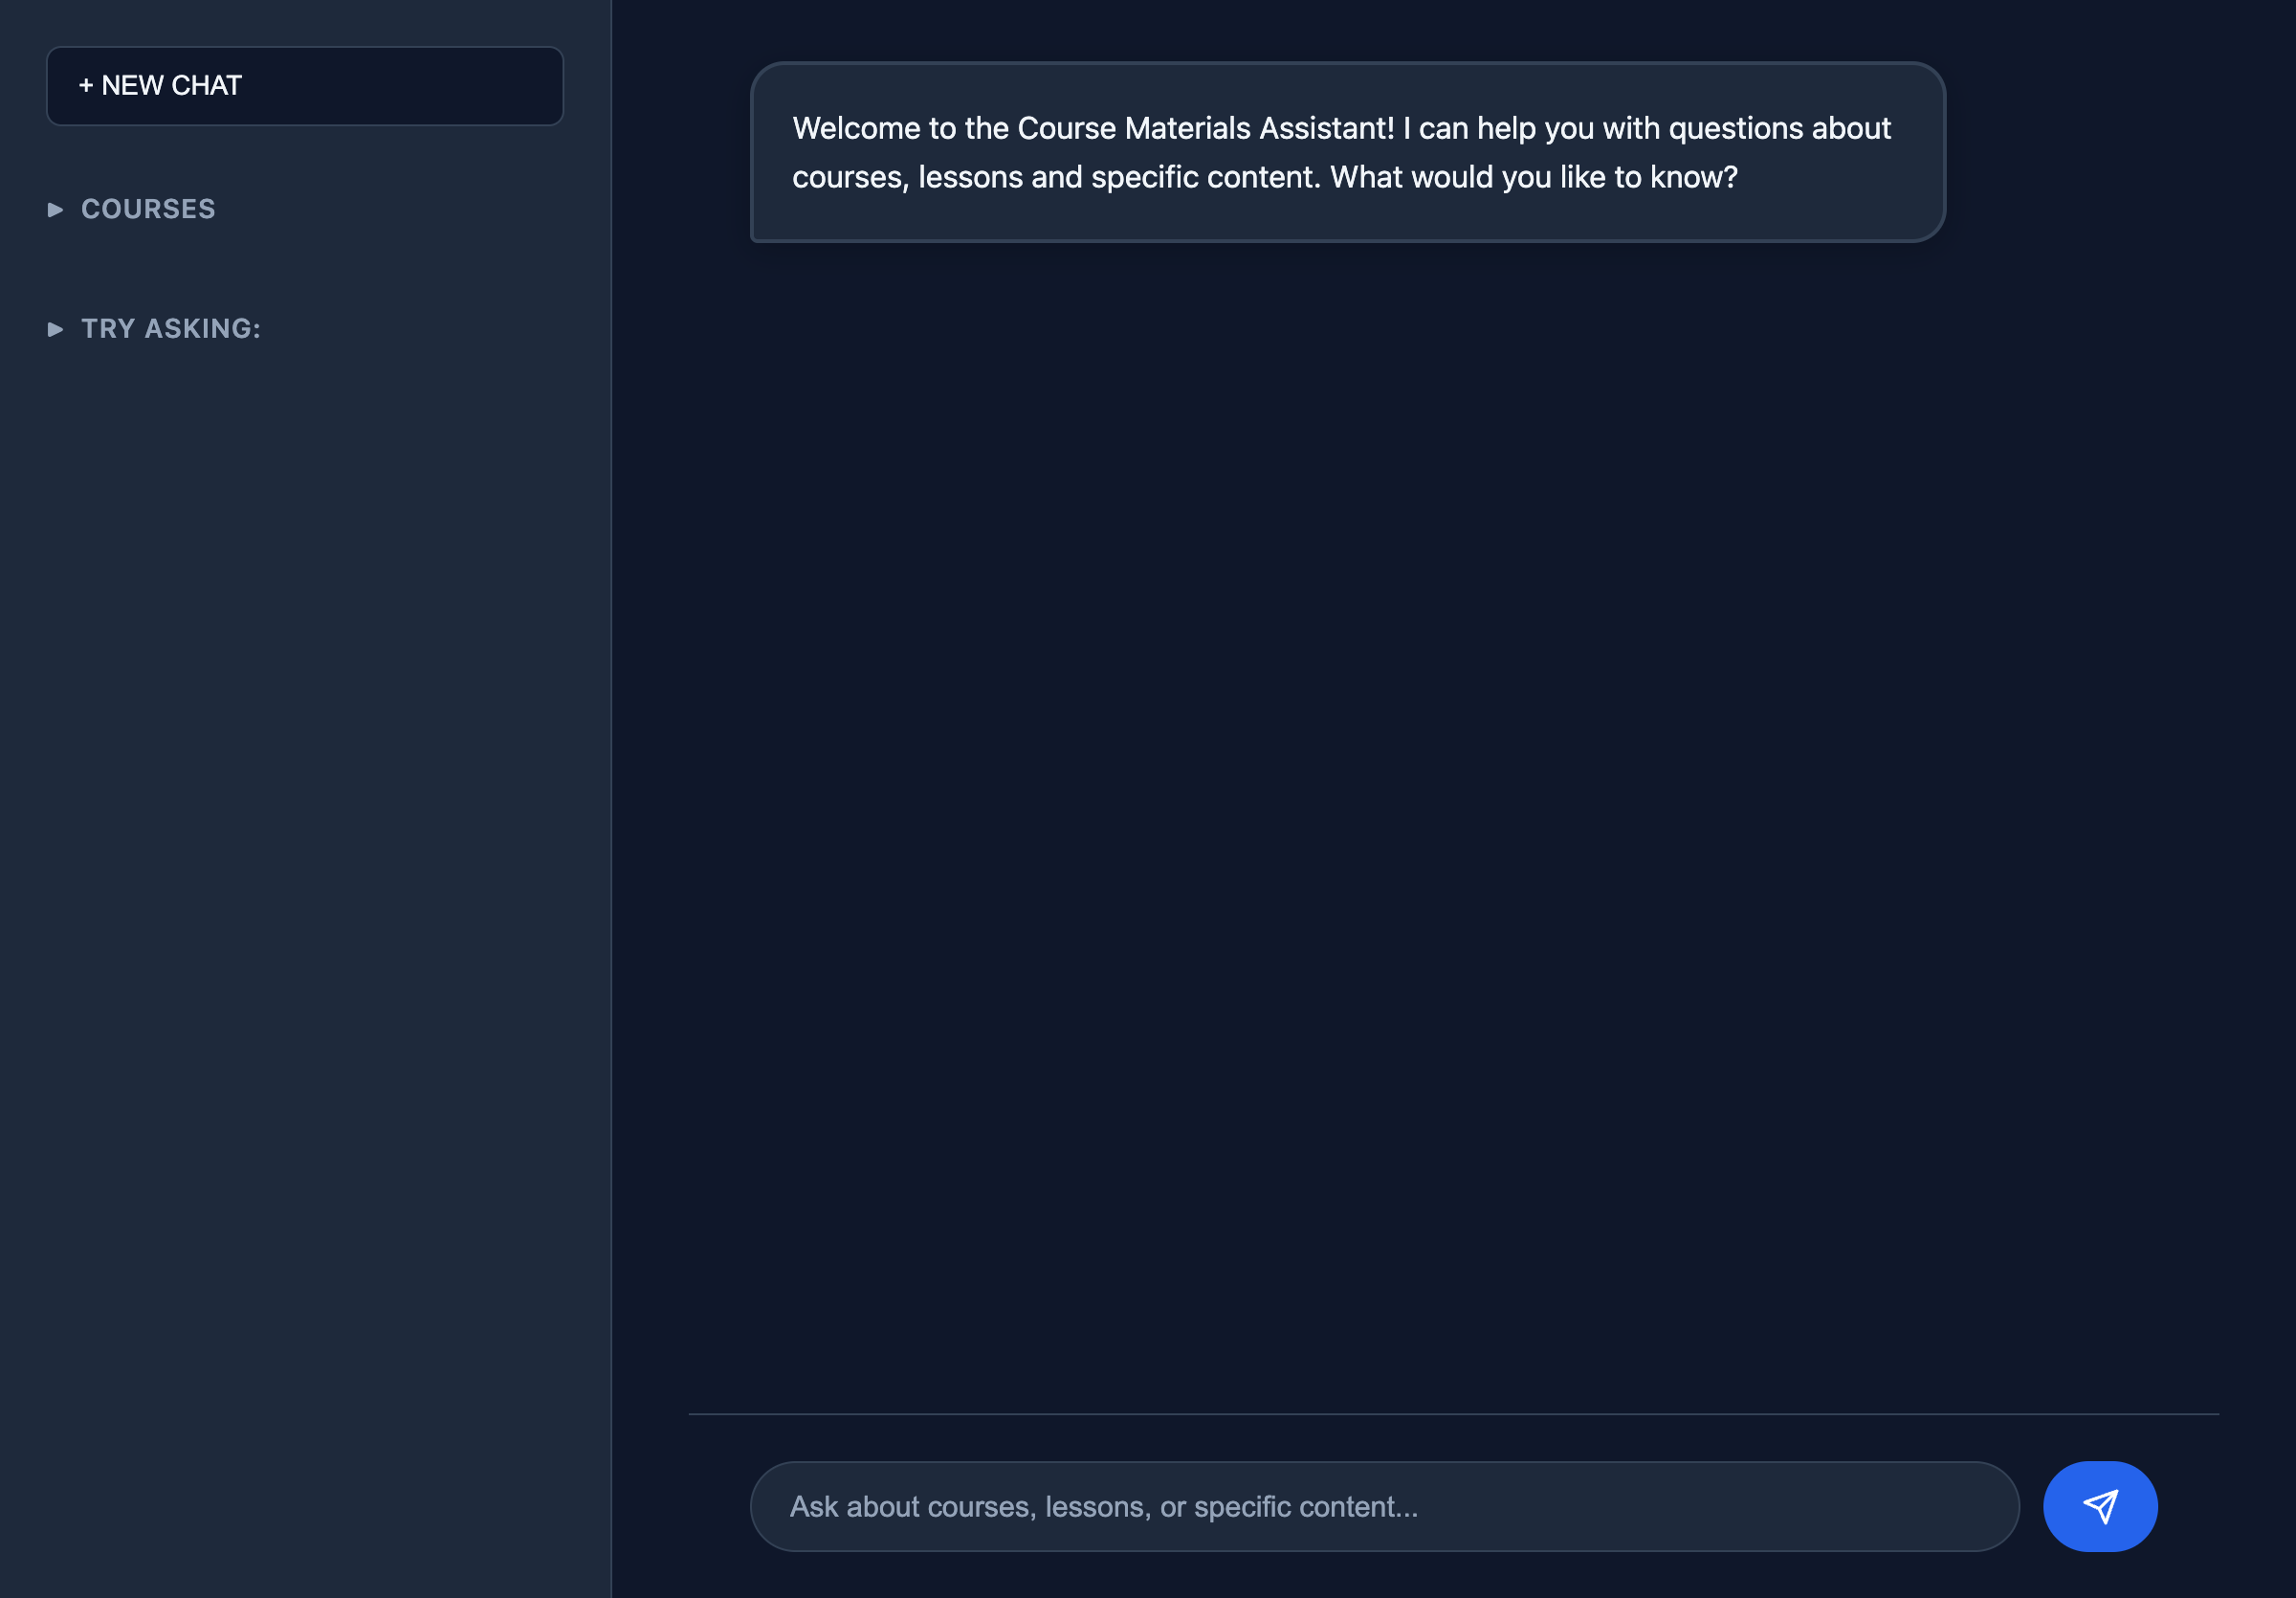 + NEW CHAT
COURSES
TRY ASKING:
Welcome to the Course Materials Assistant! I can help you with questions about
courses, lessons and specific content. What would you like to know?
Ask about courses, lessons, or specific content...